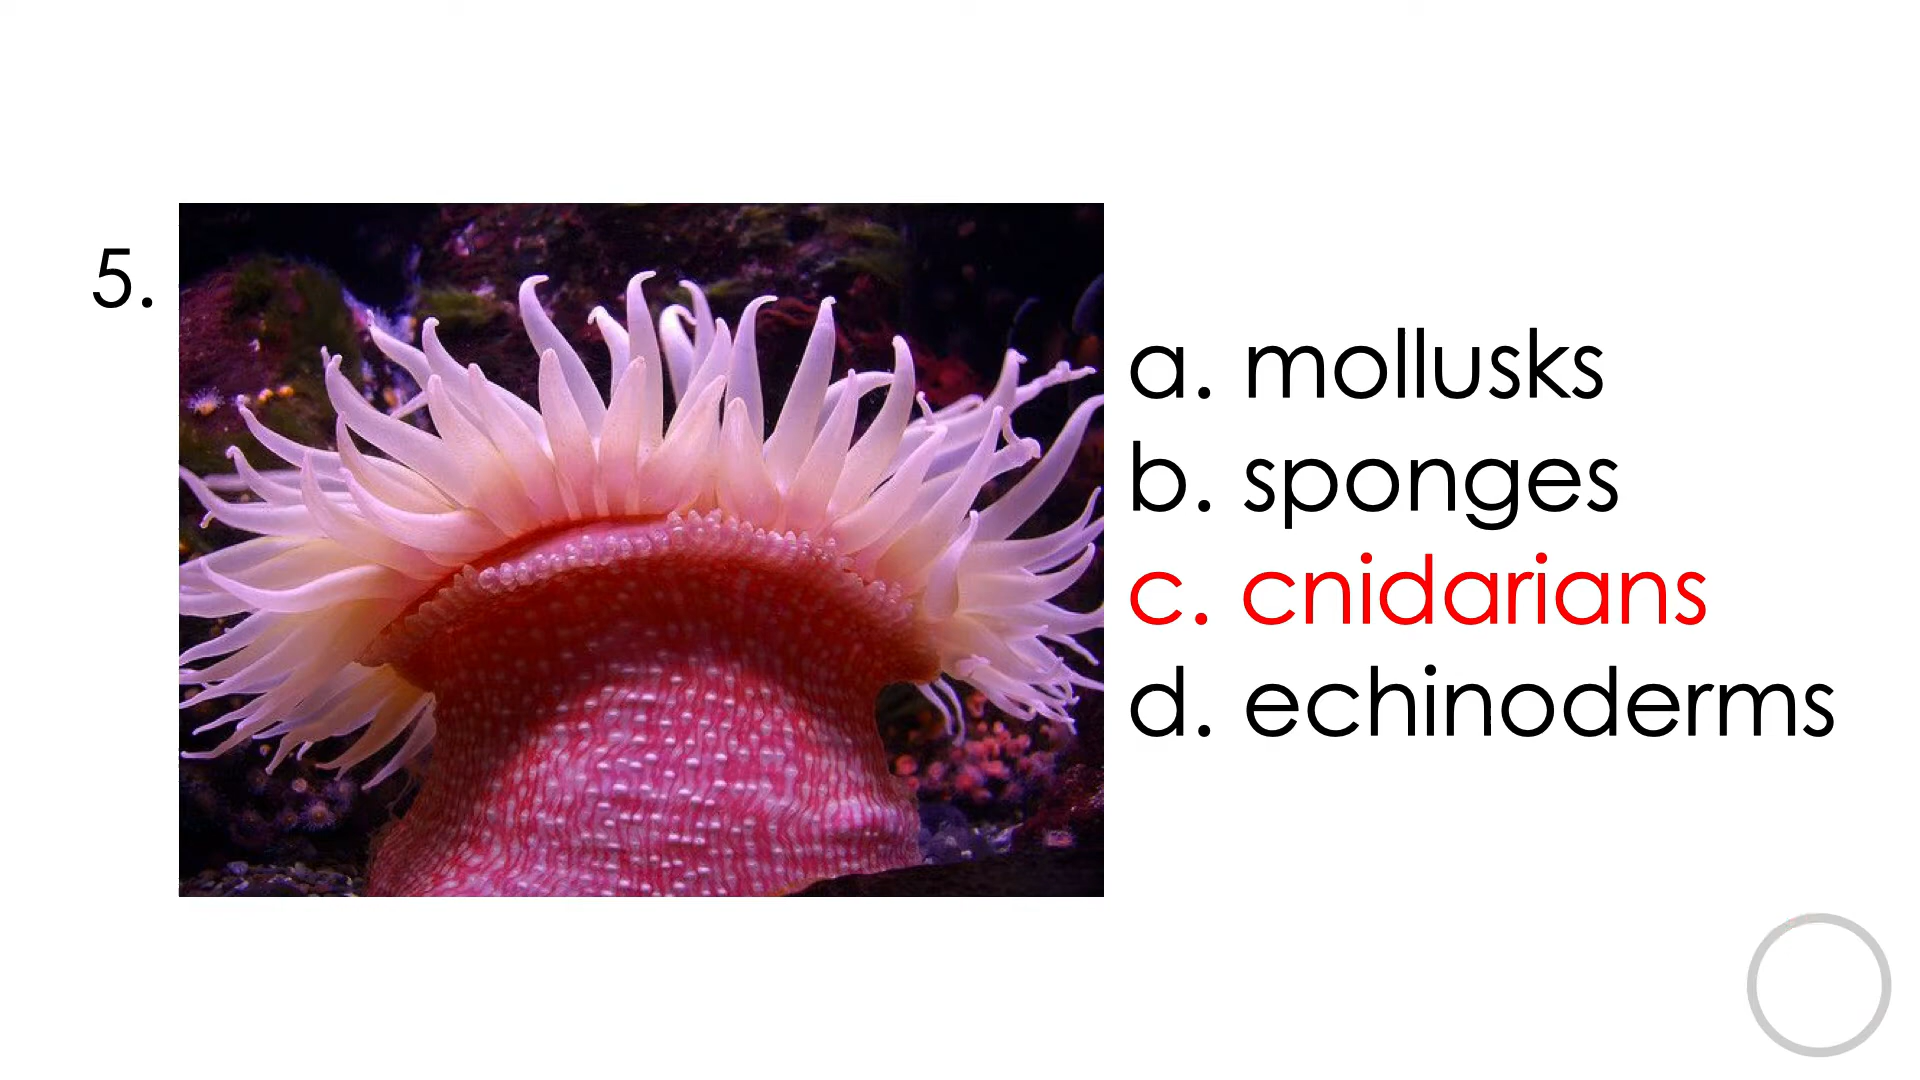 5.
a. mollusks
b. sponges
c. cnidarians
d. echinoderms